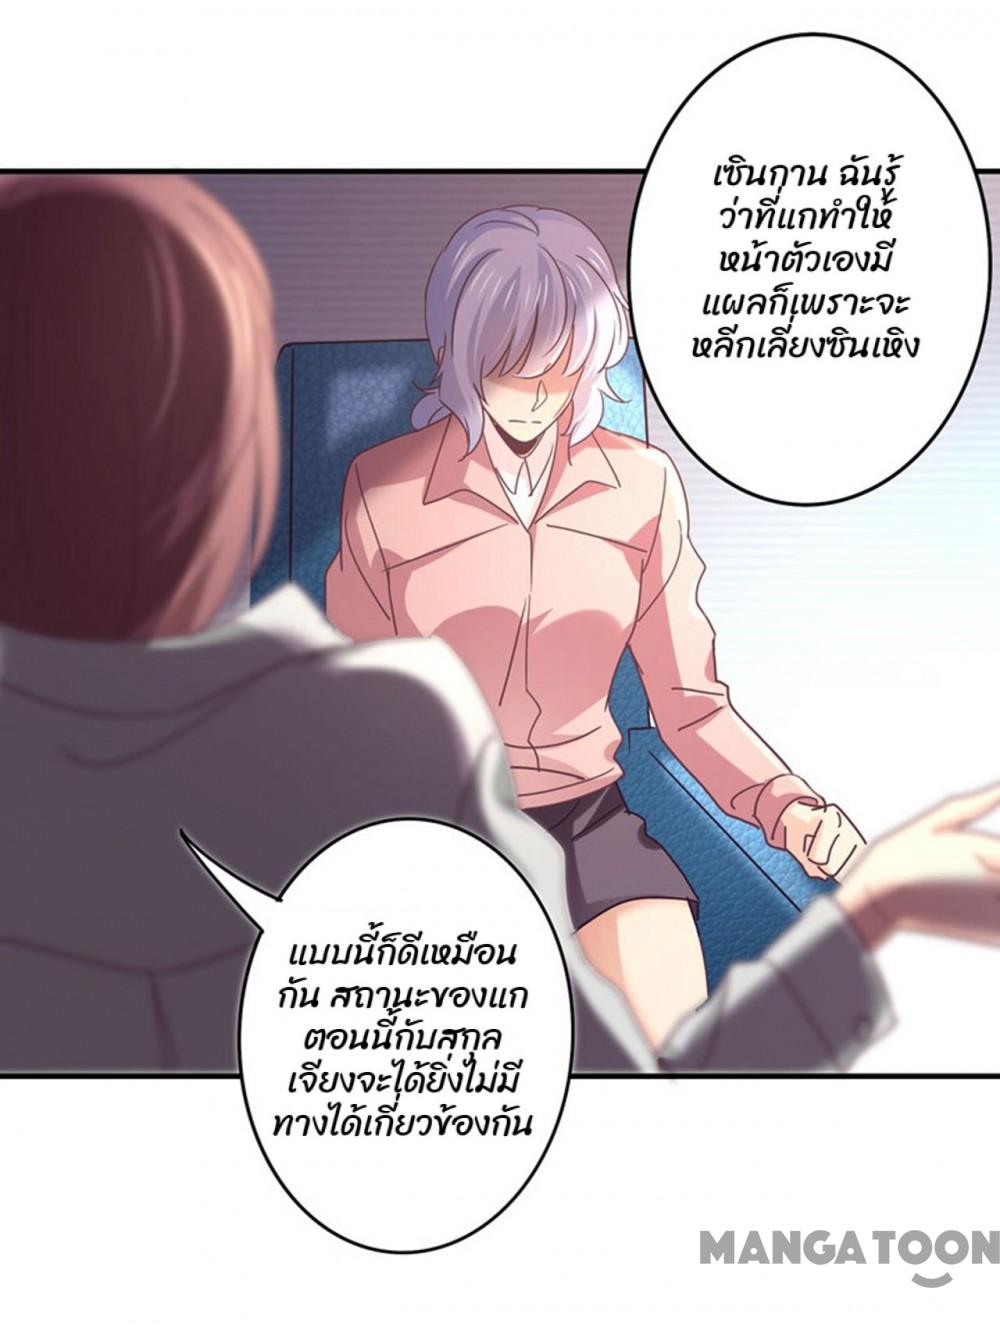 เซินกาน ฉันรู้
ว่าที่แกทำให้
หน้าตัวเองมี
แผลก็เพราะจะ
หลีกเลี่ยงซินเหิง
แบบนี้ก็ดีเหมือน
กัน สถานะของแก
ตอนนี้กับสกุล
เจียงจะได้ยิ่งไม่มี
ทางได้เกี่ยวข้องกัน
MANGATOON